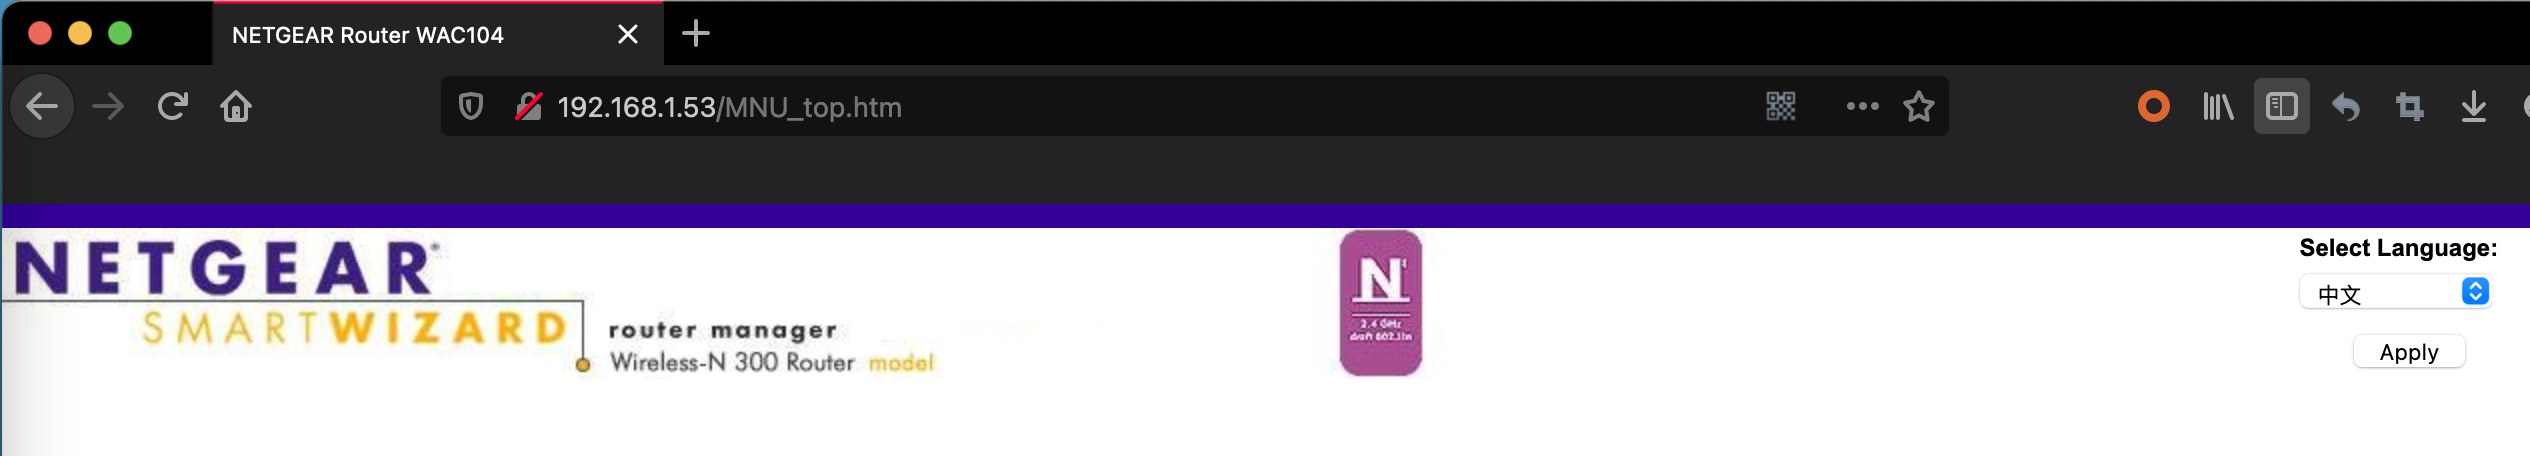 NETGEAR Router WAC104
192.168.1.53/MNU_top.htm
NETGEAR®
SMARTWIZARD
router manager
Wireless-N 300 Router model
N
2.4 GHz
draft 802.11n
Select Language:
中文
Apply